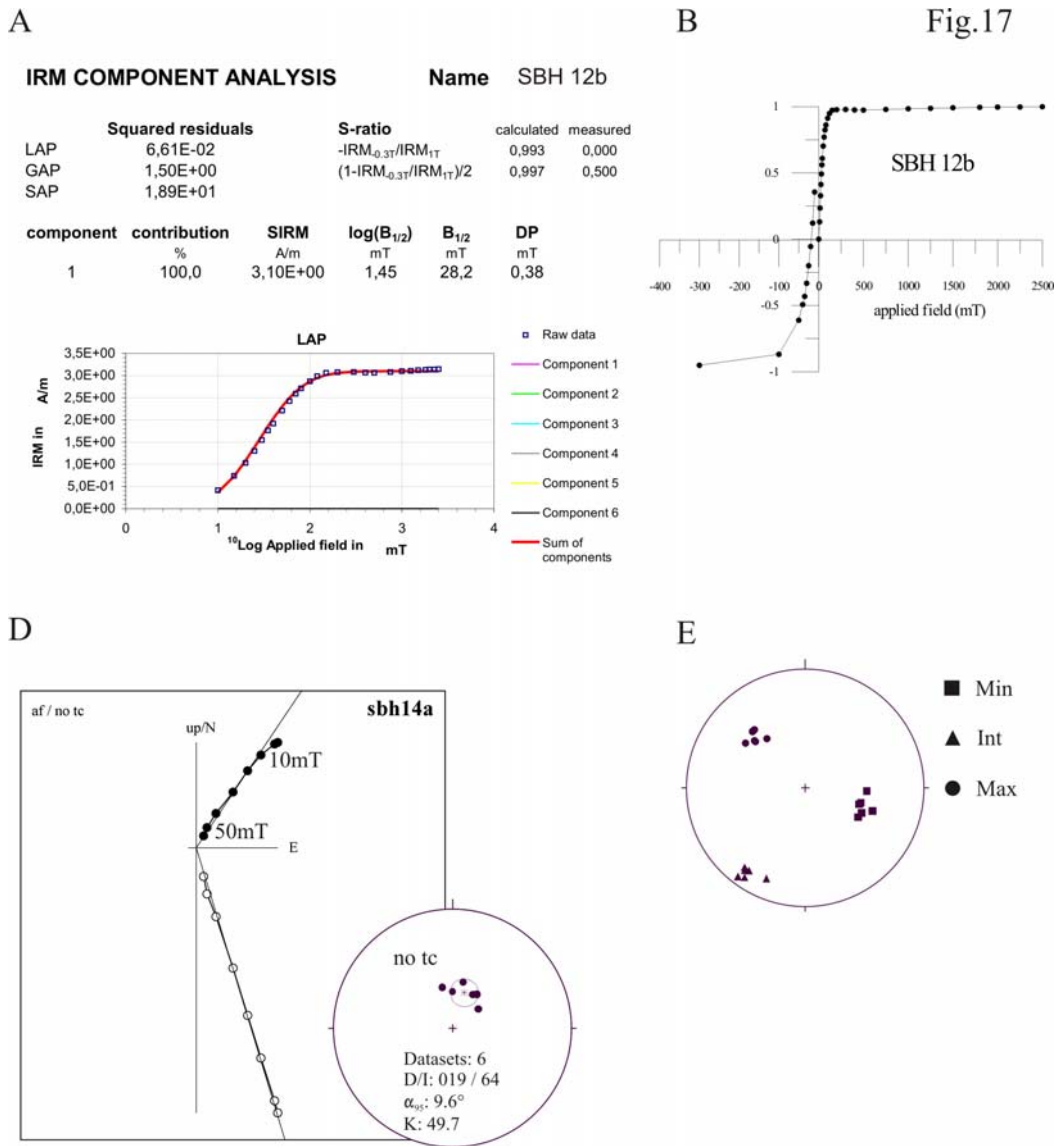 A
B
Fig.17
IRM COMPONENT ANALYSIS Name SBH 12b
Squared residuals
LAP 6,61E-02
GAP 1,50E+00
SAP 1,89E+01
S-ratio calculated measured
-IRM-0.3T/IRM1T 0,993 0,000
(1-IRM-0.3T/IRM1T)/2 0,997 0,500
component contribution SIRM log(B1/2) B1/2 DP
% A/m mT mT mT
1 100,0 3,10E+00 1,45 28,2 0,38
LAP
3,5E+00
3,0E+00
2,5E+00
2,0E+00
1,5E+00
1,0E+00
5,0E-01
0,0E+00
IRM in A/m
0 1 2 3 4
10Log Applied field in mT
Raw data
Component 1
Component 2
Component 3
Component 4
Component 5
Component 6
Sum of
components
1
0.5
0
-0.5
-1
SBH 12b
-400 -300 -200 -100 0 500 1000 1500 2000 2500
applied field (mT)
D
af / no tc
sbh14a
up/N
10mT
50mT
E
no tc
Datasets: 6
D/I: 019 / 64
α95: 9.6°
K: 49.7
E
Min
Int
Max